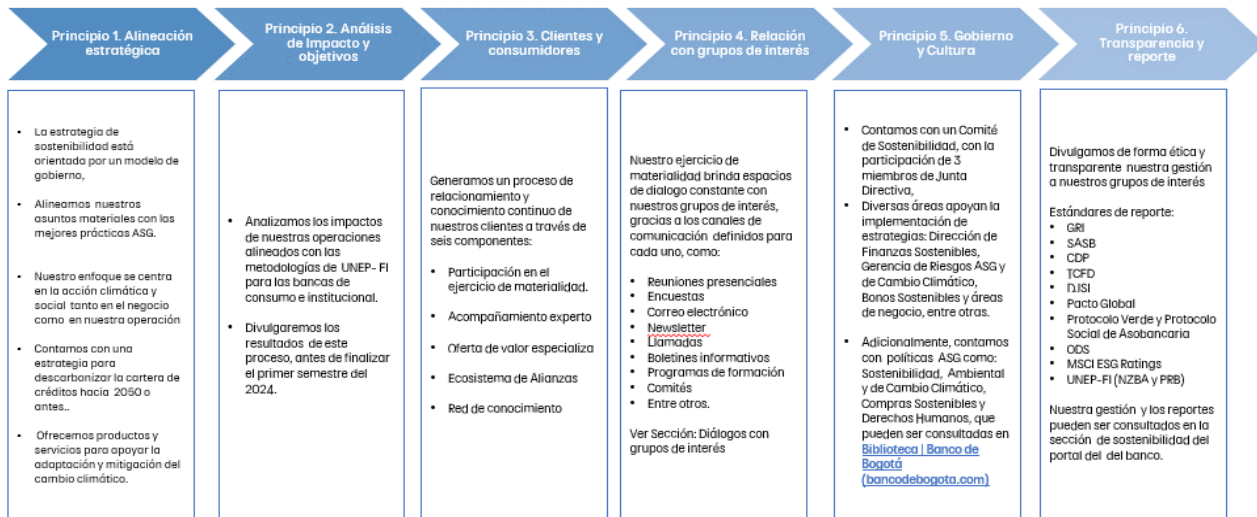 Principio 1. Alineación
estratégica
La estrategia de
sostenibilidad está
orientada por un modelo de
gobierno,
Alineamos nuestros
asuntos materiales con las
mejores prácticas ASG.
Nuestro enfoque se centra
en la acción climática y
social tanto en el negocio
como en nuestra operación
Contamos con una
estrategia para
descarbonizar la cartera de
créditos hacia 2050 o
antes..
Ofrecemos productos y
servicios para apoyar la
adaptación y mitigación del
cambio climático.
Principio 2. Análisis
de Impacto y
objetivos
Analizamos los impactos
de nuestras operaciones
alineados con las
metodologías de UNEP- FI
para las bancas de
consumo e institucional.
Divulgaremos los
resultados de este
proceso, antes de finalizar
el primer semestre del
2024.
Principio 3. Clientes y
consumidores
Generamos un proceso de
relacionamiento y
conocimiento continuo de
nuestros clientes a través de
seis componentes:
Participación en el
ejercicio de materialidad.
Acompañamiento experto
Oferta de valor especializa
Ecosistema de Alianzas
Red de conocimiento
Principio 4. Relación
con grupos de interés
Nuestro ejercicio de
materialidad brinda espacios
de dialogo constante con
nuestros grupos de interés,
gracias a los canales de
comunicación definidos para
cada uno, como:
Reuniones presenciales
Encuestas
Correo electrónico
Newsletter
Llamadas
Boletines informativos
Programas de formación
Comités
Entre otros.
Ver Sección: Diálogos con
grupos de interés
Principio 5. Gobierno
y Cultura
Contamos con un Comité
de Sostenibilidad, con la
participación de 3
miembros de Junta
Directiva,
Diversas áreas apoyan la
implementación de
estrategias: Dirección de
Finanzas Sostenibles,
Gerencia de Riesgos ASG y
de Cambio Climático,
Bonos Sostenibles y áreas
de negocio, entre otras.
Adicionalmente, contamos
con políticas ASG como:
Sostenibilidad, Ambiental
y de Cambio Climático,
Compras Sostenibles y
Derechos Humanos, que
pueden ser consultadas en
Biblioteca | Banco de
Bogotá
(bancodebogota.com)
Principio 6.
Transparencia y
reporte
Divulgamos de forma ética y
transparente nuestra gestión
a nuestros grupos de interés
Estándares de reporte:
GRI
SASB
CDP
TCFD
DJSI
Pacto Global
Protocolo Verde y Protocolo
Social de Asobancaria
ODS
MSCI ESG Ratings
UNEP-FI (NZBA y PRB)
Nuestra gestión y los reportes
pueden ser consultados en la
sección de sostenibilidad del
portal del del banco.